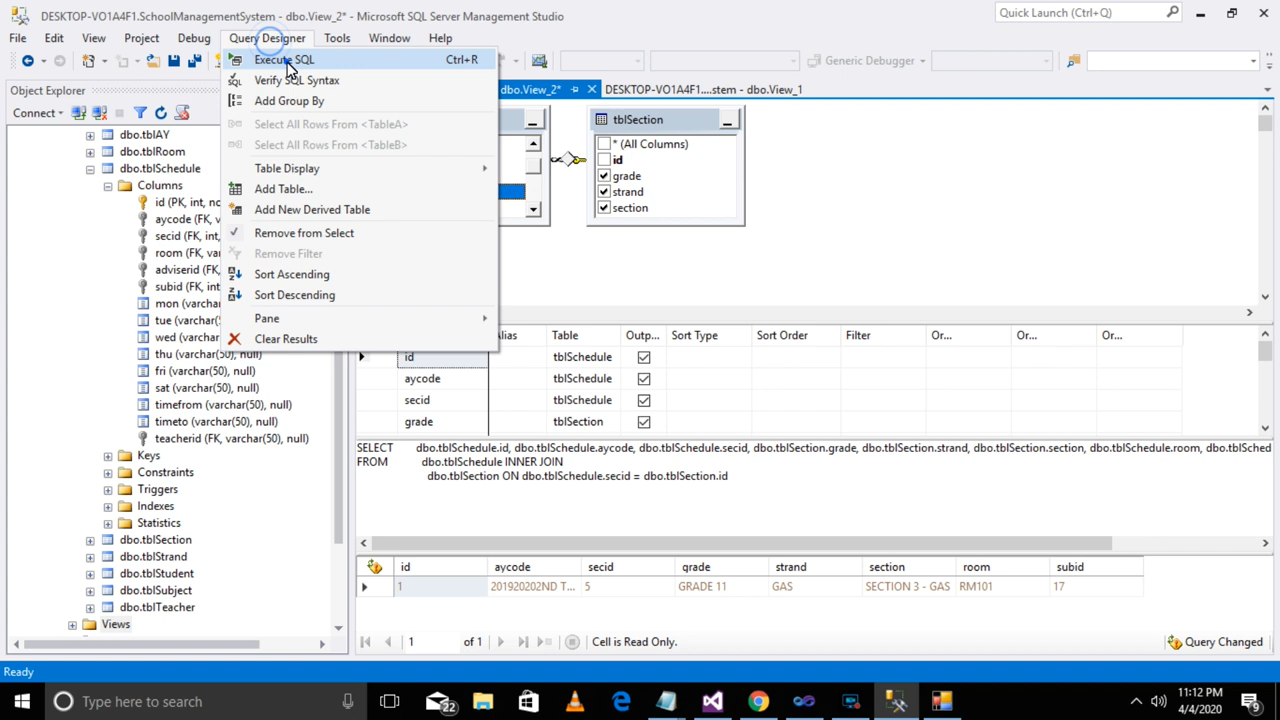 DESKTOP-VO1A4F1.SchoolManagementSystem - dbo.View_2* - Microsoft SQL Server Management Studio
Quick Launch (Ctrl+Q)
File Edit View Project Debug Query Designer Tools Window Help
Generic Debugger
Object Explorer
Connect
dbo.tblAY
dbo.tblRoom
dbo.tblSchedule
Columns
id (PK, int, no
aycode (FK,
secid (FK, int,
room (FK, va
adviserid (FK,
subid (FK, int,
mon (varchar
tue (varchar(5
wed (varchar
thu (varchar(50), null)
fri (varchar(50), null)
sat (varchar(50), null)
timefrom (varchar(50), null)
timeto (varchar(50), null)
teacherid (FK, varchar(50), null)
Keys
Constraints
Triggers
Indexes
Statistics
dbo.tblSection
dbo.tblStrand
dbo.tblStudent
dbo.tblSubject
dbo.tblTeacher
Views
Execute SQL Ctrl+R
Verify SQL Syntax
Add Group By
Select All Rows From <TableA>
Select All Rows From <TableB>
Table Display
Add Table...
Add New Derived Table
Remove from Select
Remove Filter
Sort Ascending
Sort Descending
Pane
Clear Results
dbo.View_2* DESKTOP-VO1A4F1....stem - dbo.View_1
tblSection
* (All Columns)
id
grade
strand
section
Alias Table Outp... Sort Type Sort Order Filter Or... Or... Or...
id tblSchedule
aycode tblSchedule
secid tblSchedule
grade tblSection
SELECT dbo.tblSchedule.id, dbo.tblSchedule.aycode, dbo.tblSchedule.secid, dbo.tblSection.grade, dbo.tblSection.strand, dbo.tblSection.section, dbo.tblSchedule.room, dbo.tblSched
FROM dbo.tblSchedule INNER JOIN
dbo.tblSection ON dbo.tblSchedule.secid = dbo.tblSection.id
id aycode secid grade strand section room subid
1 201920202ND T... 5 GRADE 11 GAS SECTION 3 - GAS RM101 17
1 of 1 Cell is Read Only. Query Changed
Ready
Type here to search
22
11:12 PM
4/4/2020
9